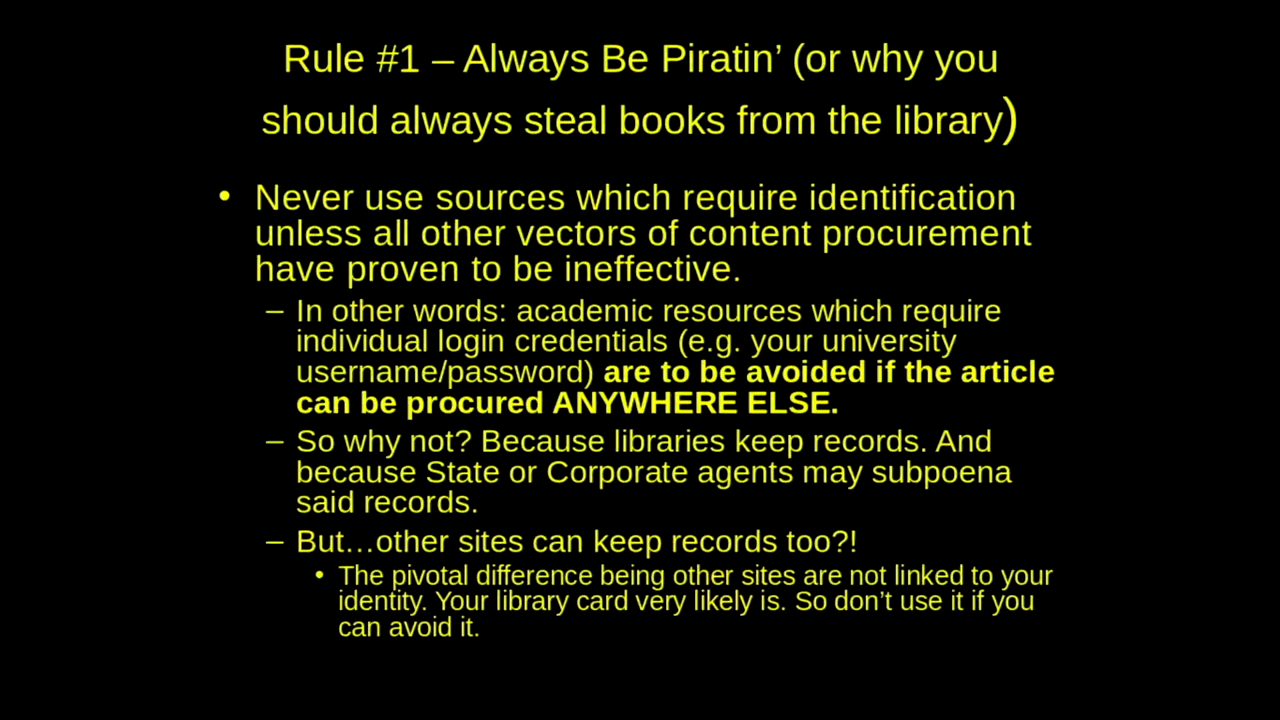 Rule #1 – Always Be Piratin’ (or why you
should always steal books from the library)
• Never use sources which require identification
unless all other vectors of content procurement
have proven to be ineffective.
– In other words: academic resources which require
individual login credentials (e.g. your university
username/password) are to be avoided if the article
can be procured ANYWHERE ELSE.
– So why not? Because libraries keep records. And
because State or Corporate agents may subpoena
said records.
– But…other sites can keep records too?!
• The pivotal difference being other sites are not linked to your
identity. Your library card very likely is. So don’t use it if you
can avoid it.